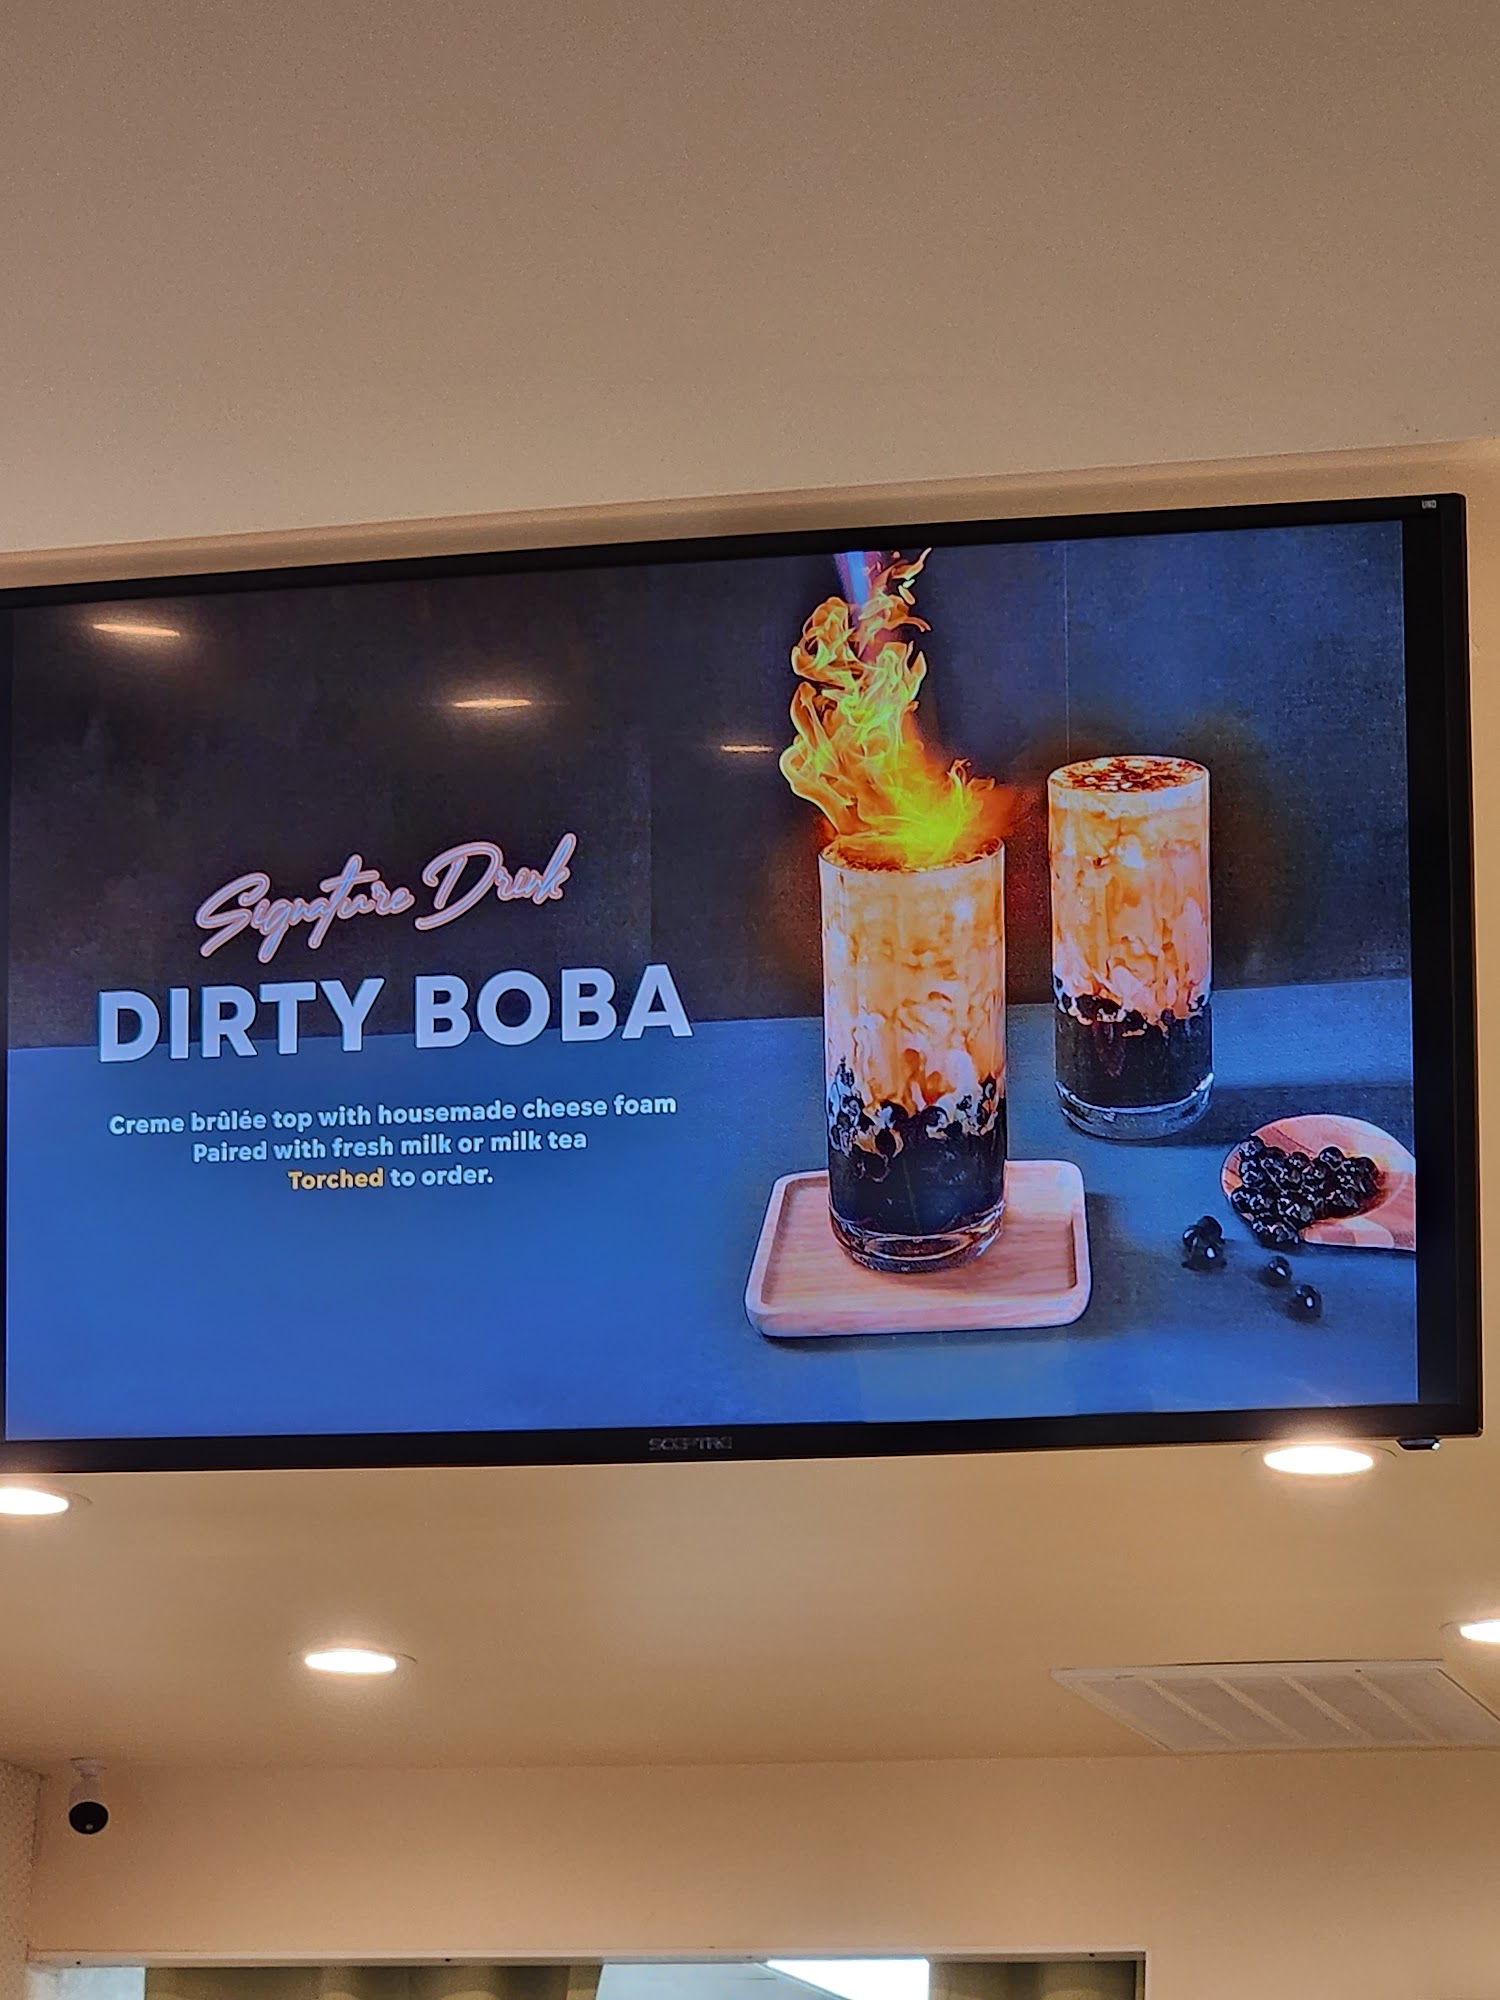 UHD
Signature Drink
DIRTY BOBA
Creme brûlée top with housemade cheese foam
Paired with fresh milk or milk tea
Torched to order.
SCEPTRE